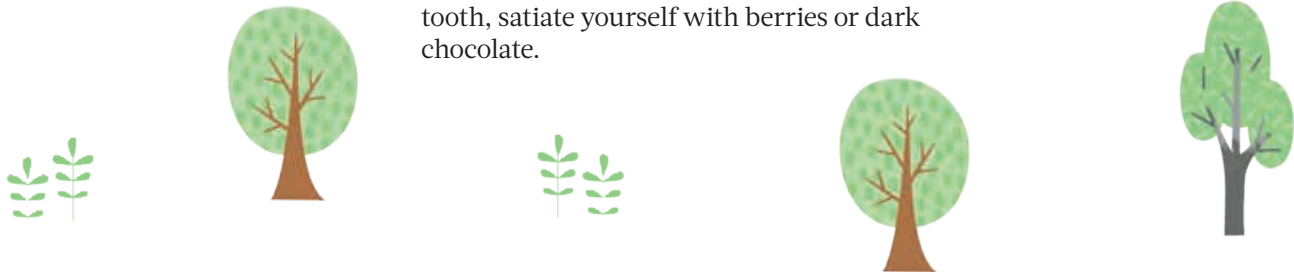 tooth, satiate yourself with berries or dark
chocolate.